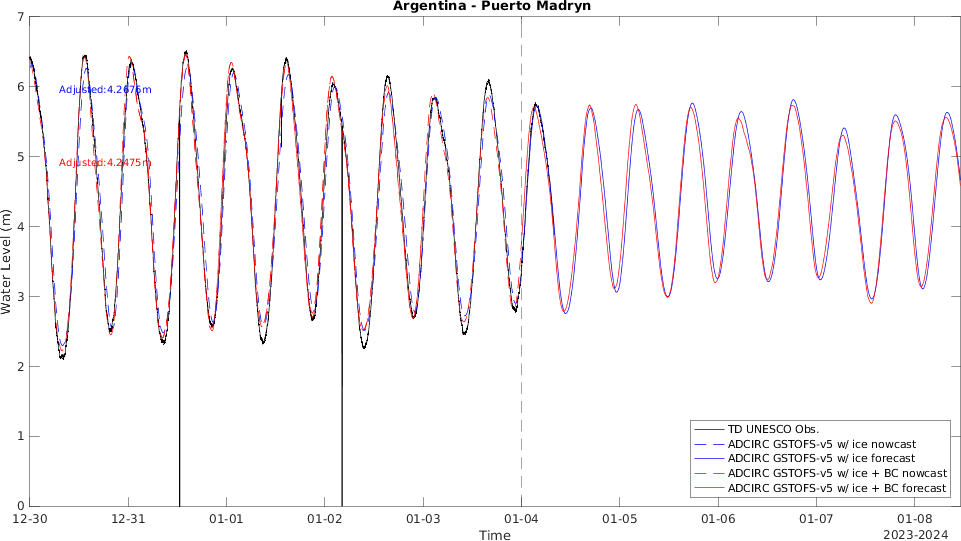 Argentina - Puerto Madryn
Water Level (m)
7
6
5
4
3
2
1
0
Adjusted:4.2676m
Adjusted:4.2475m
TD UNESCO Obs.
ADCIRC GSTOFS-v5 w/ ice nowcast
ADCIRC GSTOFS-v5 w/ ice forecast
ADCIRC GSTOFS-v5 w/ ice + BC nowcast
ADCIRC GSTOFS-v5 w/ ice + BC forecast
12-30 12-31 01-01 01-02 01-03 01-04 01-05 01-06 01-07 01-08
Time
2023-2024